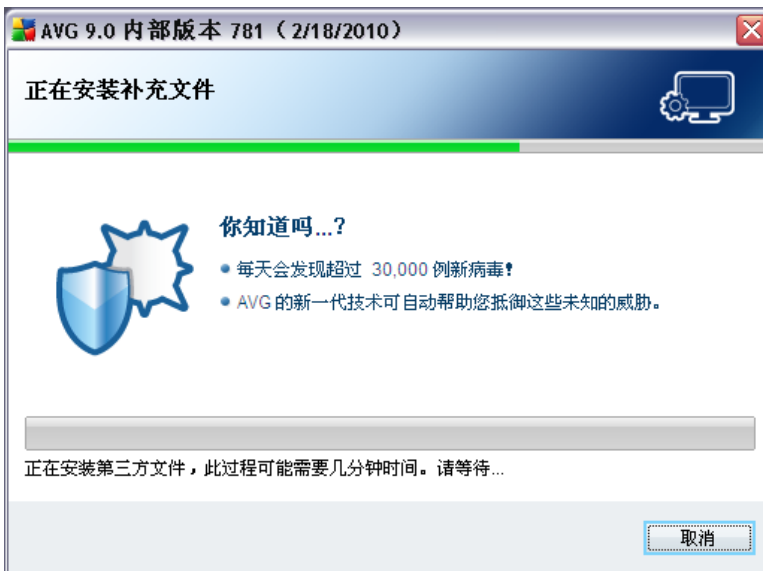 AVG 9.0 内部版本 781（2/18/2010）
正在安装补充文件
你知道吗...?
每天会发现超过 30,000 例新病毒!
AVG 的新一代技术可自动帮助您抵御这些未知的威胁。
正在安装第三方文件，此过程可能需要几分钟时间。请等待...
取消